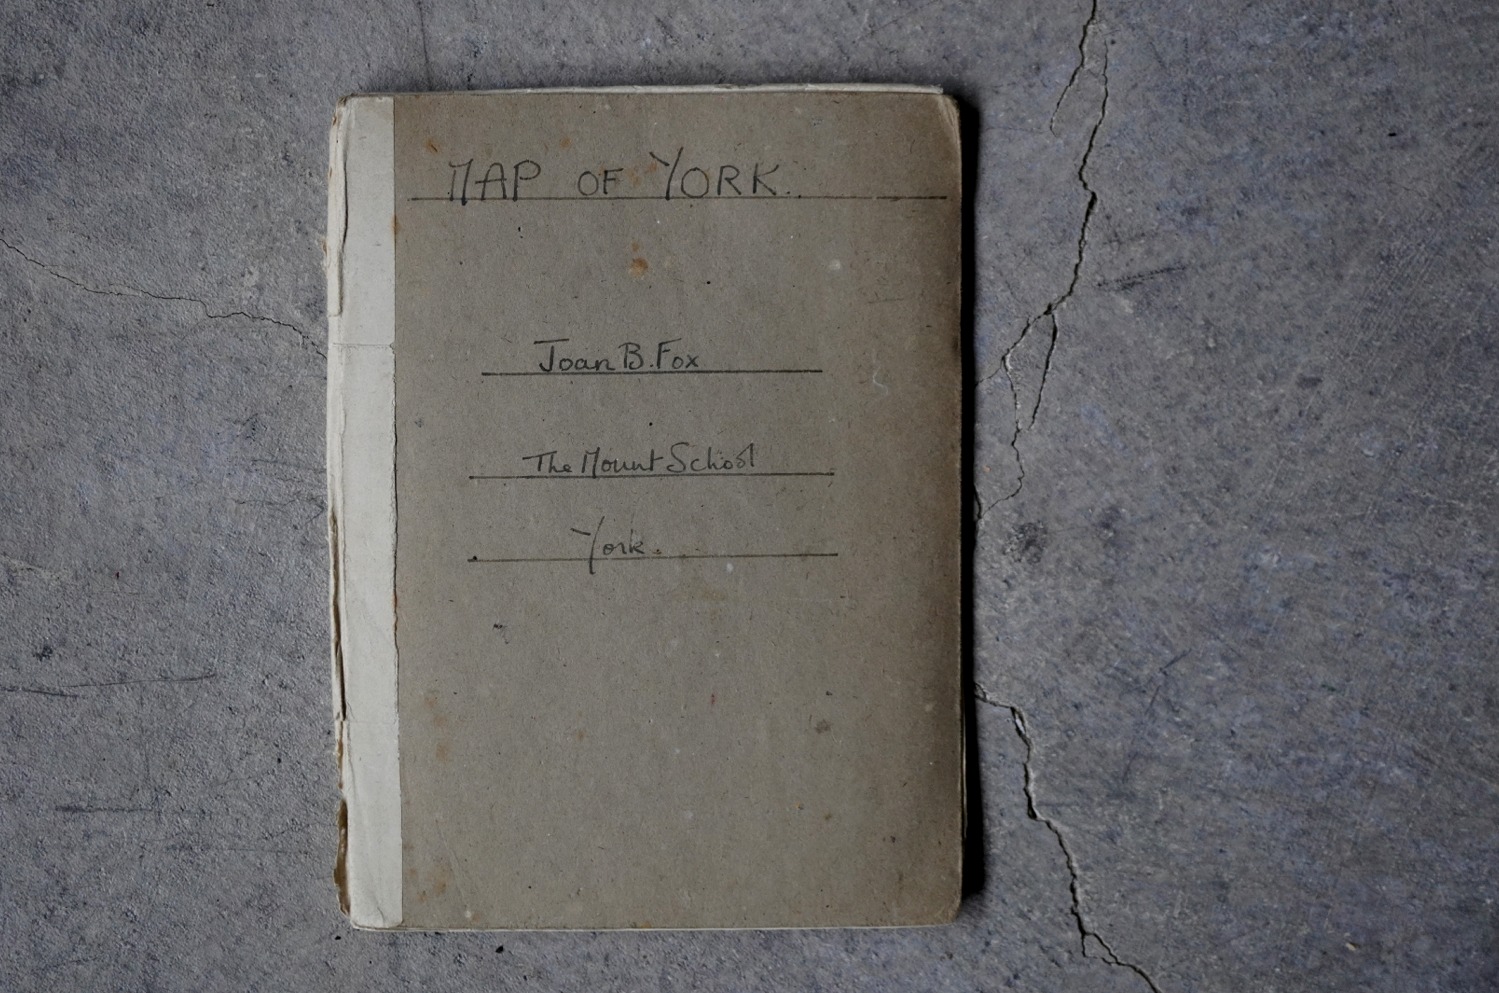 MAP OF YORK.
Joan B. Fox
The Mount School
York.